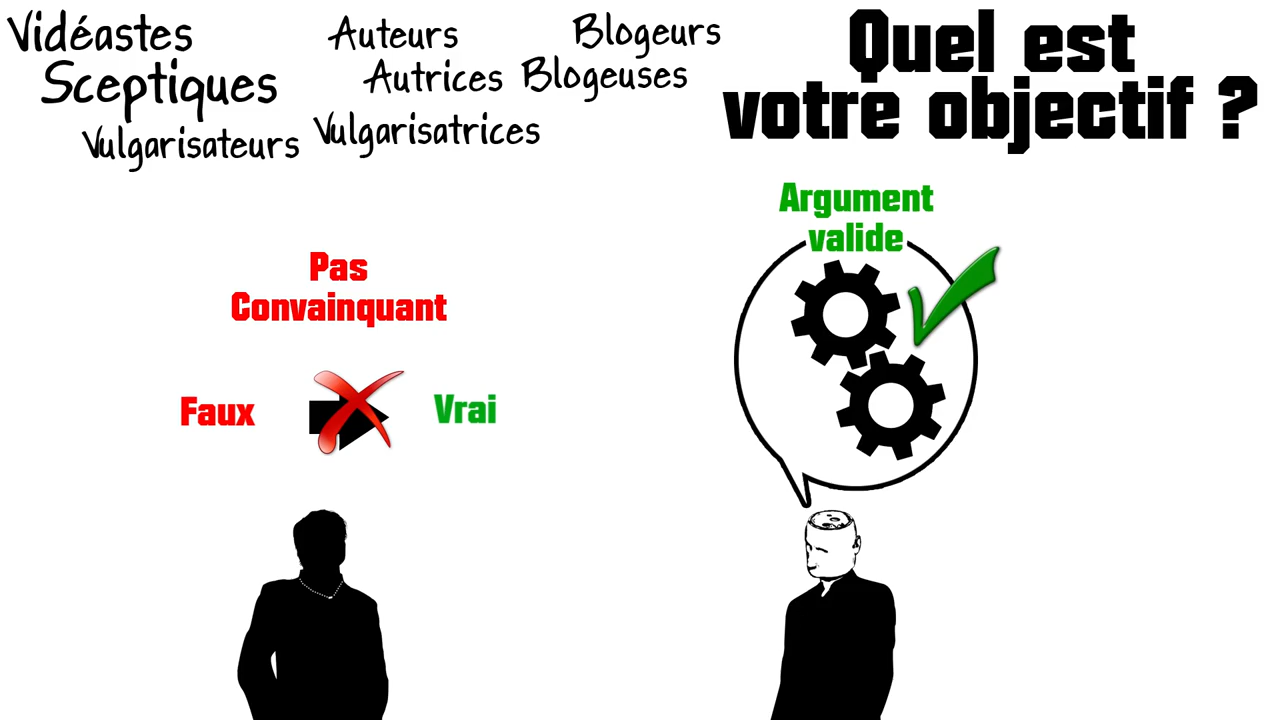 Vidéastes
Sceptiques
Vulgarisateurs
Auteurs
Autrices
Vulgarisatrices
Blogeurs
Blogeuses
Quel est
votre objectif ?
Pas
Convainquant
Faux
Vrai
Argument
valide